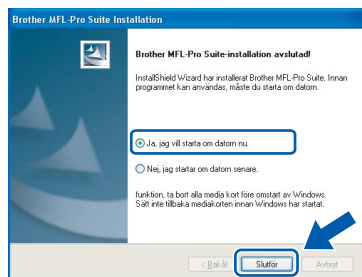 Brother MFL-Pro Suite Installation
Brother MFL-Pro Suite-installation avslutad!
InstallShield Wizard har installerat Brother MFL-Pro Suite. Innan
programmet kan användas, måste du starta om datorn.
Ja, jag vill starta om datorn nu.
Nej, jag startar om datorn senare.
funktion, ta bort alla media kort före omstart av Windows.
Sätt inte tillbaka mediakorten innan Windows har startat.
< Bakåt
Slutför
Avbryt